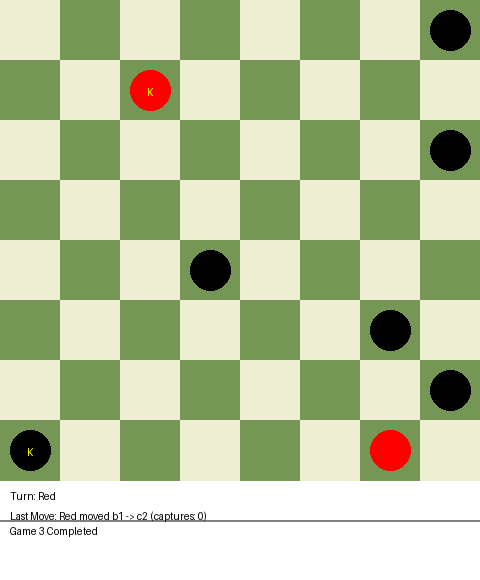 K
K
Turn: Red
Last Move: Red moved b1 -> c2 (captures: 0)
Game 3 Completed